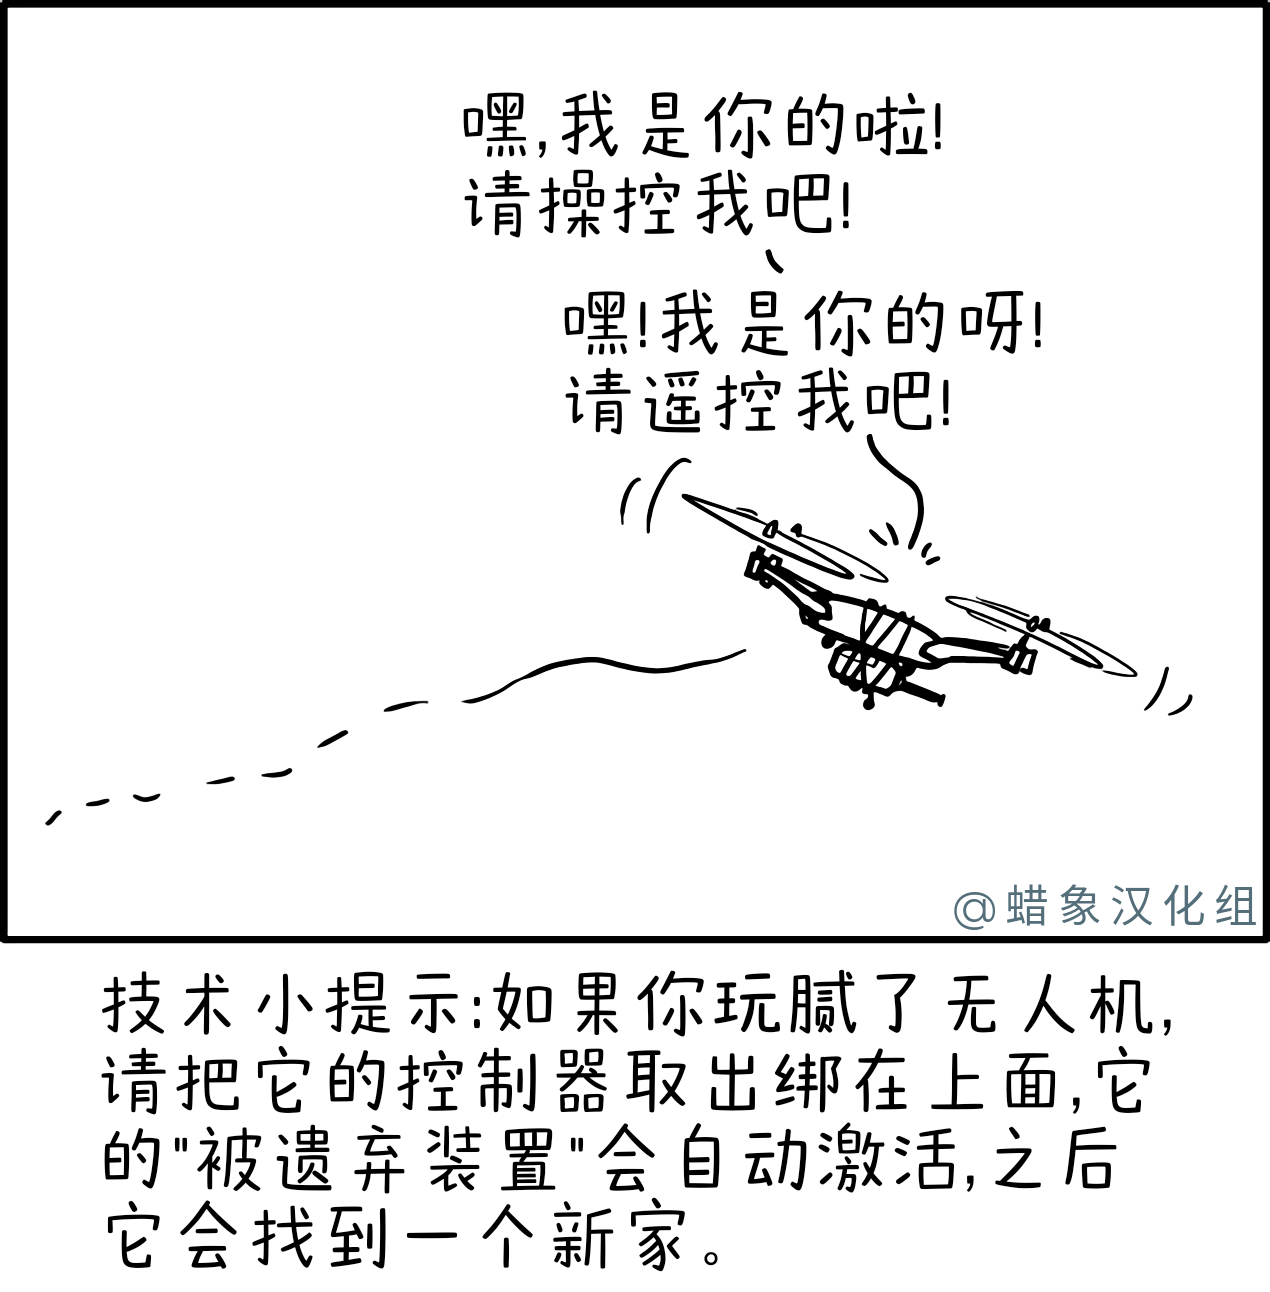 嘿,我是你的啦!
请操控我吧!
嘿!我是你的呀!
请遥控我吧!
@蜡象汉化组
技术小提示:如果你玩腻了无人机,
请把它的控制器取出绑在上面,它
的"被遗弃装置"会自动激活,之后
它会找到一个新家。